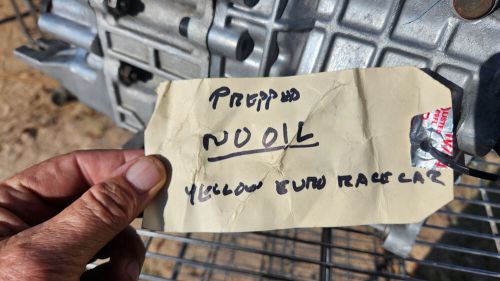 PREPPED
NO OIL
YELLOW EURO RACE CAR